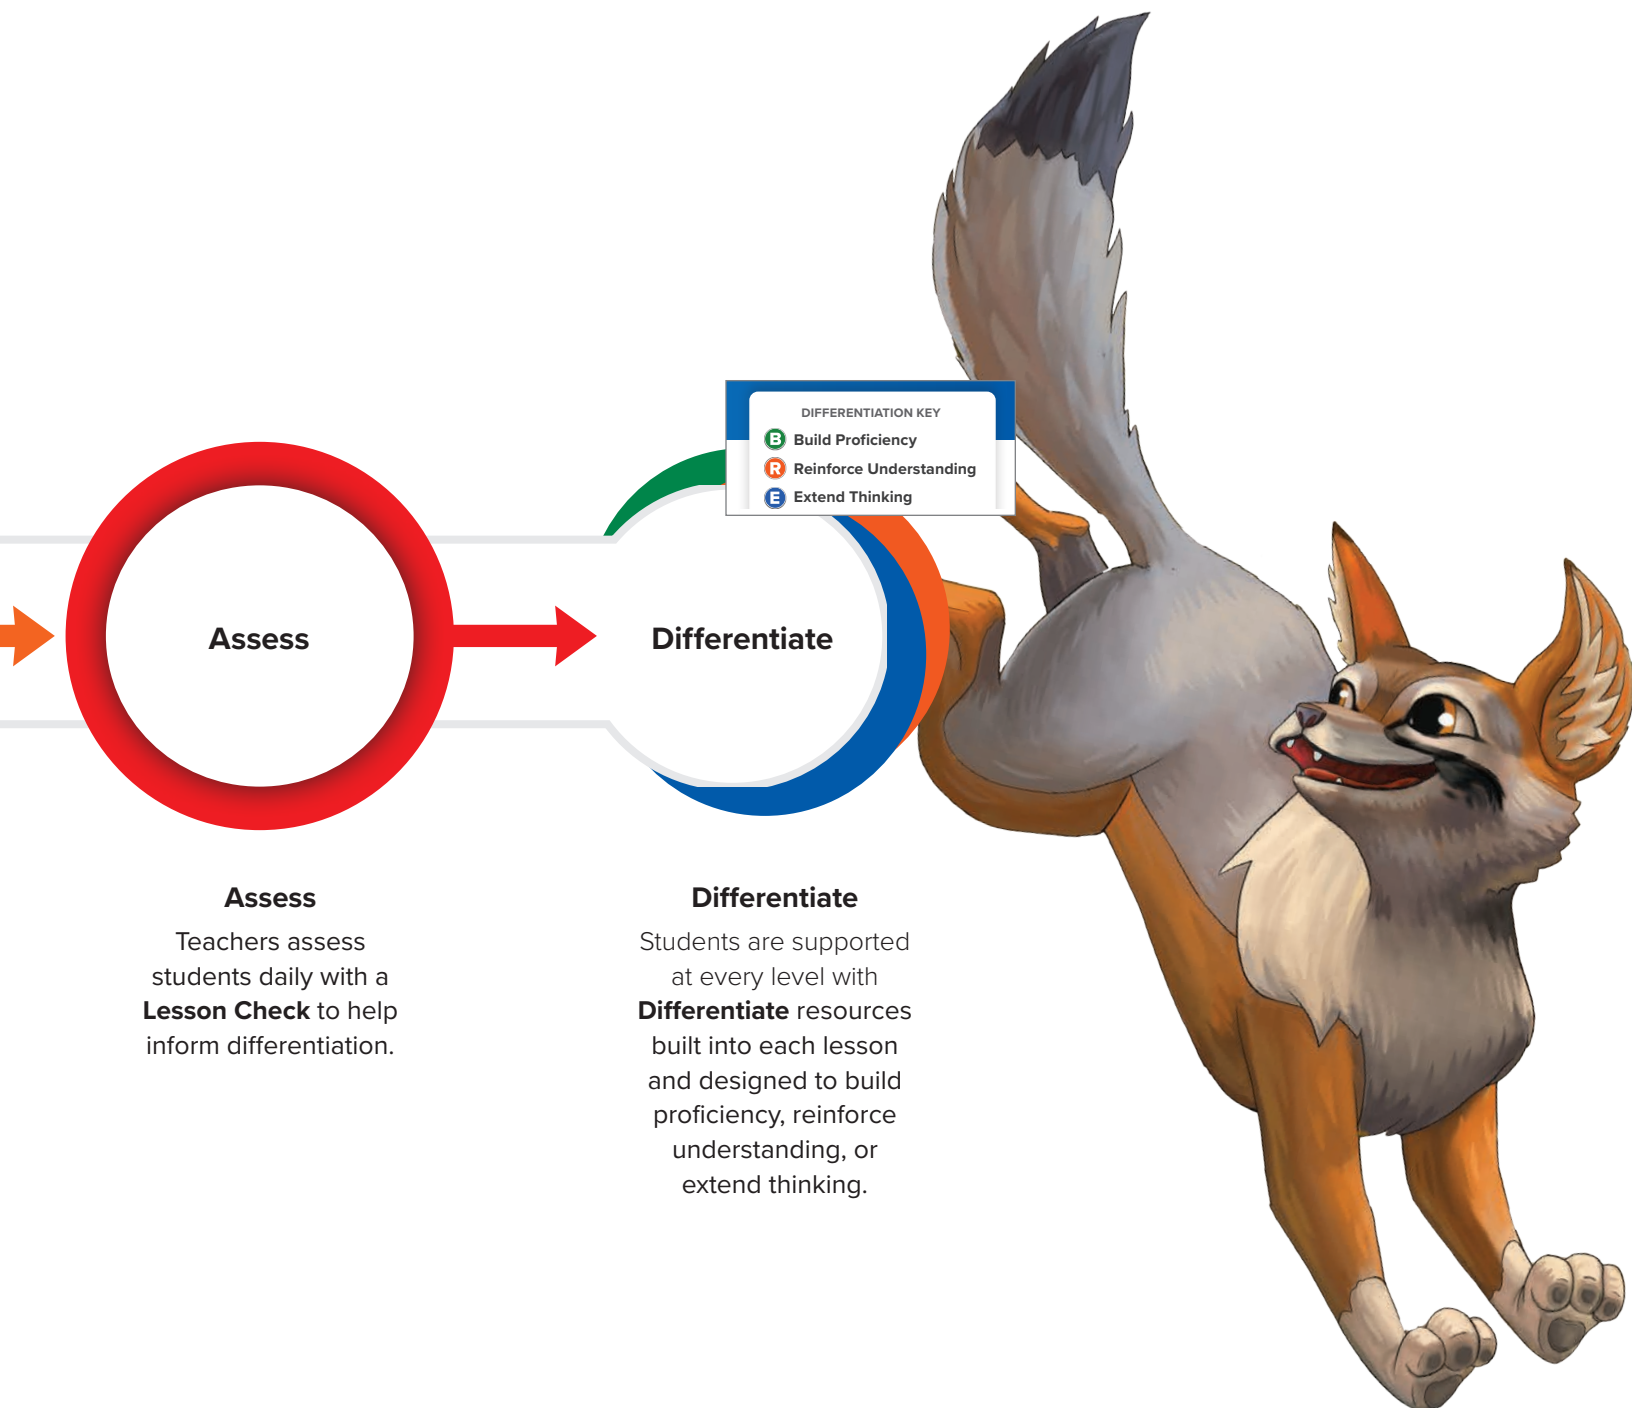 DIFFERENTIATION KEY
B Build Proficiency
R Reinforce Understanding
E Extend Thinking
Assess
Differentiate
Assess
Teachers assess
students daily with a
Lesson Check to help
inform differentiation.
Differentiate
Students are supported
at every level with
Differentiate resources
built into each lesson
and designed to build
proficiency, reinforce
understanding, or
extend thinking.